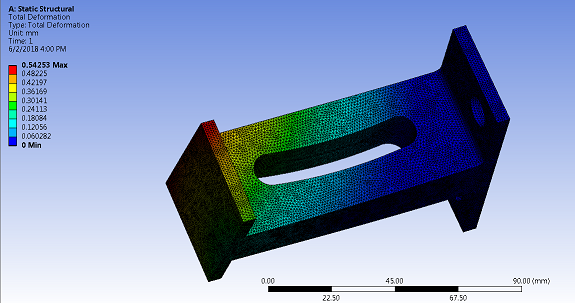 A: Static Structural
Total Deformation
Type: Total Deformation
Unit: mm
Time: 1
6/2/2018 4:00 PM
0.54253 Max
0.48225
0.42197
0.36169
0.30141
0.24113
0.18084
0.12056
0.060282
0 Min
0.00 45.00 90.00 (mm)
22.50 67.50